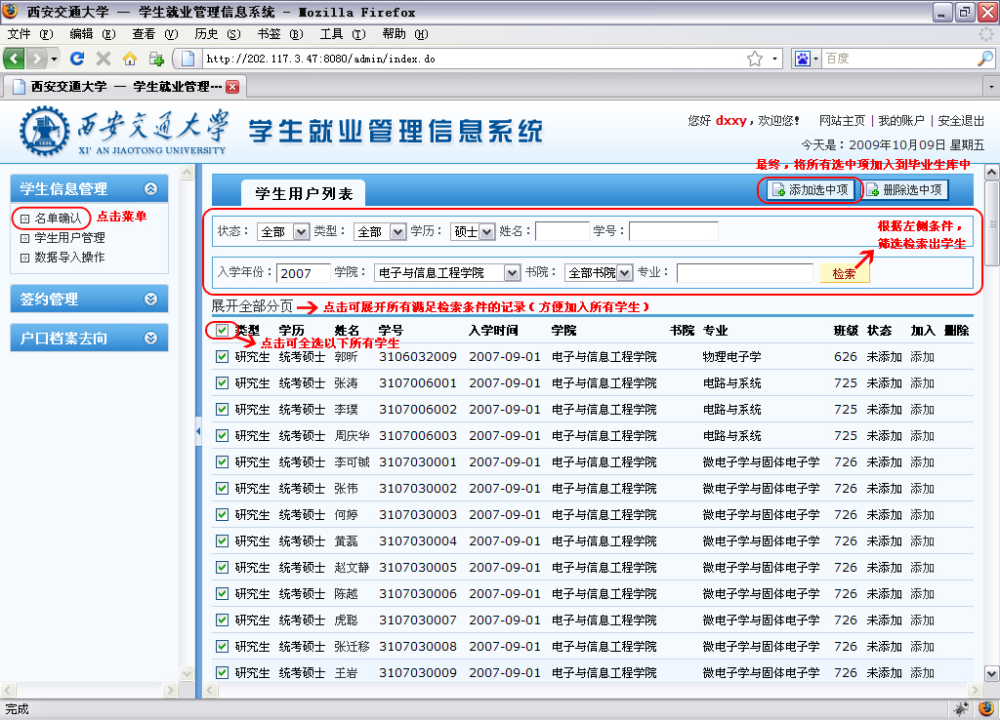 西安交通大学 — 学生就业管理信息系统 - Mozilla Firefox
文件(F) 编辑(E) 查看(V) 历史(S) 书签(B) 工具(T) 帮助(H)
http://202.117.3.47:8080/admin/index.do 百度
西安交通大学 — 学生就业管理…
西安交通大学 学生就业管理信息系统
XI' AN JIAOTONG UNIVERSITY
1896
您好 dxxy，欢迎您! 网站主页 | 我的账户 | 安全退出
今天是：2009年10月09日 星期五
最终，将所有选中项加入到毕业生库中
学生信息管理
名单确认 点击菜单
学生用户管理
数据导入操作
签约管理
户口档案去向
学生用户列表 添加选中项 删除选中项
状态： 全部 类型： 全部 学历： 硕士 姓名： 学号：
根据左侧条件，
筛选检索出学生
入学年份： 2007 学院： 电子与信息工程学院 书院： 全部书院 专业： 检索
展开全部分页 点击可展开所有满足检索条件的记录（方便加入所有学生）
类型 学历 姓名 学号 入学时间 学院 书院 专业 班级 状态 加入 删除
点击可全选以下所有学生
研究生 统考硕士 郭昕 3106032009 2007-09-01 电子与信息工程学院 物理电子学 626 未添加 添加
研究生 统考硕士 张涛 3107006001 2007-09-01 电子与信息工程学院 电路与系统 725 未添加 添加
研究生 统考硕士 李璞 3107006002 2007-09-01 电子与信息工程学院 电路与系统 725 未添加 添加
研究生 统考硕士 周庆华 3107006003 2007-09-01 电子与信息工程学院 电路与系统 725 未添加 添加
研究生 统考硕士 李可铖 3107030001 2007-09-01 电子与信息工程学院 微电子学与固体电子学 726 未添加 添加
研究生 统考硕士 张伟 3107030002 2007-09-01 电子与信息工程学院 微电子学与固体电子学 726 未添加 添加
研究生 统考硕士 何婷 3107030003 2007-09-01 电子与信息工程学院 微电子学与固体电子学 726 未添加 添加
研究生 统考硕士 黄磊 3107030004 2007-09-01 电子与信息工程学院 微电子学与固体电子学 726 未添加 添加
研究生 统考硕士 赵文静 3107030005 2007-09-01 电子与信息工程学院 微电子学与固体电子学 726 未添加 添加
研究生 统考硕士 陈越 3107030006 2007-09-01 电子与信息工程学院 微电子学与固体电子学 726 未添加 添加
研究生 统考硕士 虎聪 3107030007 2007-09-01 电子与信息工程学院 微电子学与固体电子学 726 未添加 添加
研究生 统考硕士 张迁移 3107030008 2007-09-01 电子与信息工程学院 微电子学与固体电子学 726 未添加 添加
研究生 统考硕士 王岩 3107030009 2007-09-01 电子与信息工程学院 微电子学与固体电子学 726 未添加 添加
完成